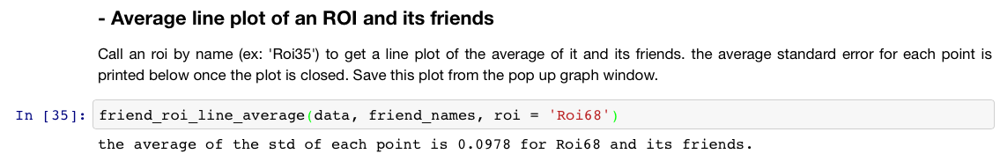 - Average line plot of an ROI and its friends
Call an roi by name (ex: 'Roi35') to get a line plot of the average of it and its friends. the average standard error for each point is
printed below once the plot is closed. Save this plot from the pop up graph window.
In [35]: friend_roi_line_average(data, friend_names, roi = 'Roi68')
the average of the std of each point is 0.0978 for Roi68 and its friends.